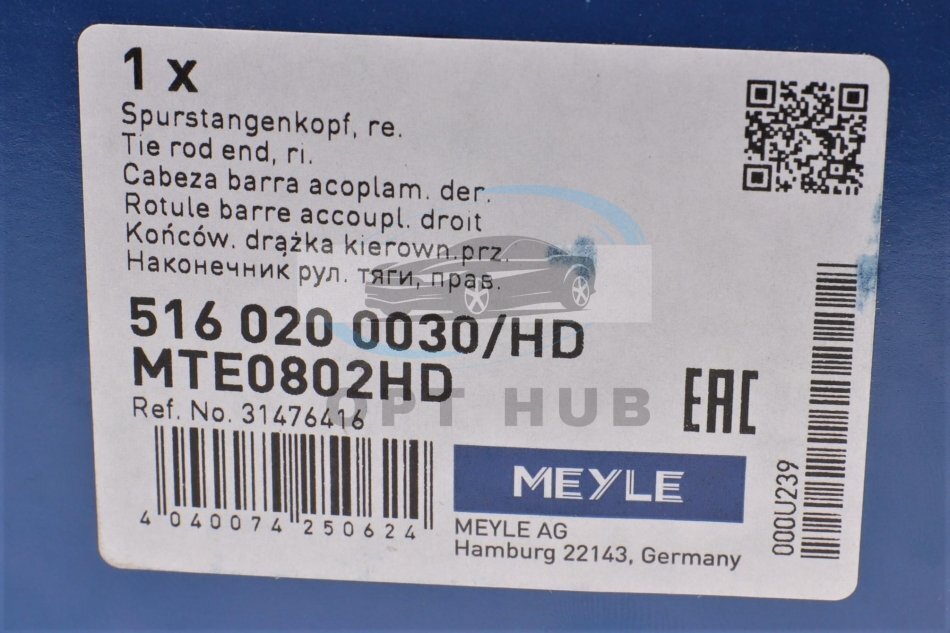 1 x
Spurstangenkopf, re.
Tie rod end, ri.
Cabeza barra acoplam. der.
Rotule barre accoupl. droit
Końców. drążka kierown.prz.
Наконечник рул. тяги, прав.
516 020 0030/HD
MTE0802HD
OPT HUB
Ref. No. 31476416
EAC
4 040074 250624
MEYLE
MEYLE AG
Hamburg 22143, Germany
000U239